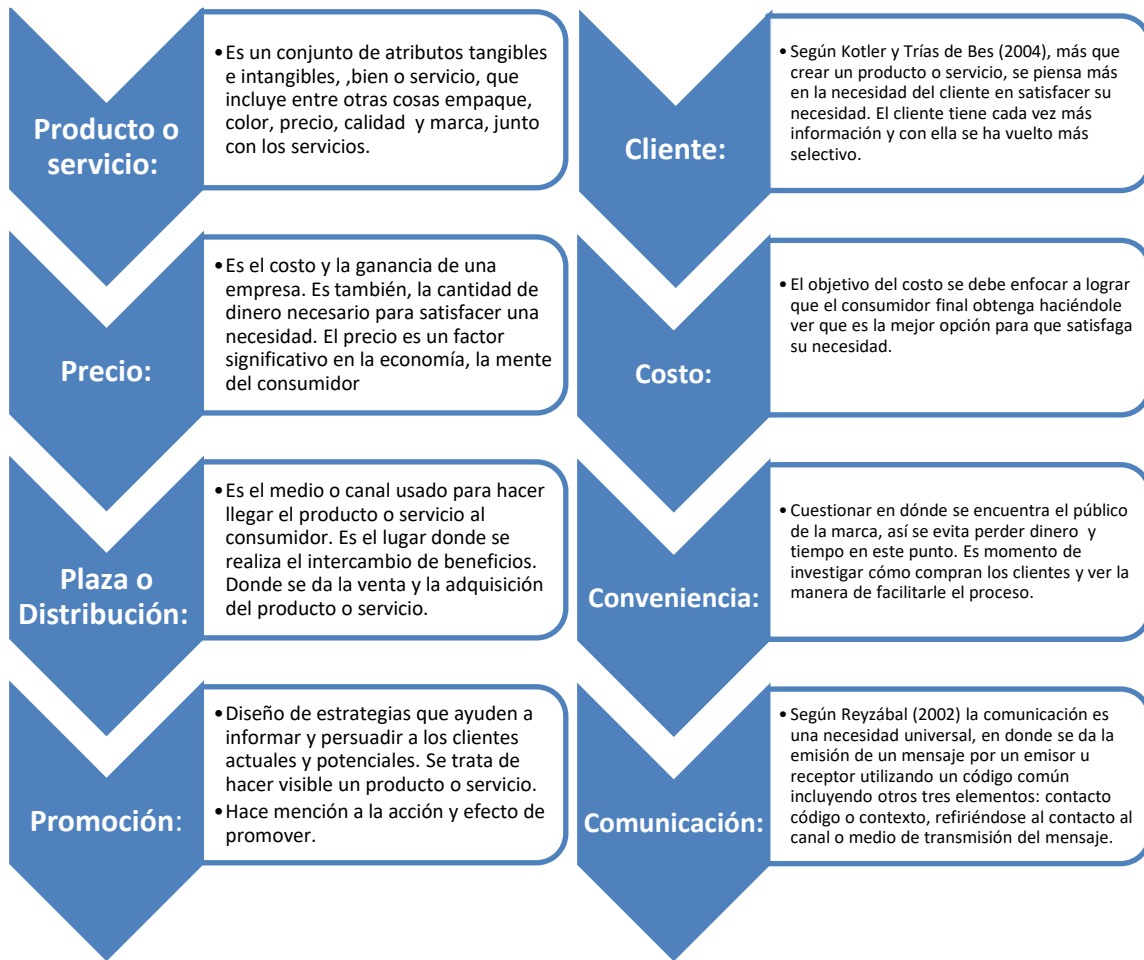 Producto o
servicio:
•Es un conjunto de atributos tangibles
e intangibles, ,bien o servicio, que
incluye entre otras cosas empaque,
color, precio, calidad y marca, junto
con los servicios.
Precio:
•Es el costo y la ganancia de una
empresa. Es también, la cantidad de
dinero necesario para satisfacer una
necesidad. El precio es un factor
significativo en la economía, la mente
del consumidor
Plaza o
Distribución:
•Es el medio o canal usado para hacer
llegar el producto o servicio al
consumidor. Es el lugar donde se
realiza el intercambio de beneficios.
Donde se da la venta y la adquisición
del producto o servicio.
Promoción:
•Diseño de estrategias que ayuden a
informar y persuadir a los clientes
actuales y potenciales. Se trata de
hacer visible un producto o servicio.
•Hace mención a la acción y efecto de
promover.
Cliente:
•Según Kotler y Trías de Bes (2004), más que
crear un producto o servicio, se piensa más
en la necesidad del cliente en satisfacer su
necesidad. El cliente tiene cada vez más
información y con ella se ha vuelto más
selectivo.
Costo:
•El objetivo del costo se debe enfocar a lograr
que el consumidor final obtenga haciéndole
ver que es la mejor opción para que satisfaga
su necesidad.
Conveniencia:
•Cuestionar en dónde se encuentra el público
de la marca, así se evita perder dinero y
tiempo en este punto. Es momento de
investigar cómo compran los clientes y ver la
manera de facilitarle el proceso.
Comunicación:
•Según Reyzábal (2002) la comunicación es
una necesidad universal, en donde se da la
emisión de un mensaje por un emisor u
receptor utilizando un código común
incluyendo otros tres elementos: contacto
código o contexto, refiriéndose al contacto al
canal o medio de transmisión del mensaje.